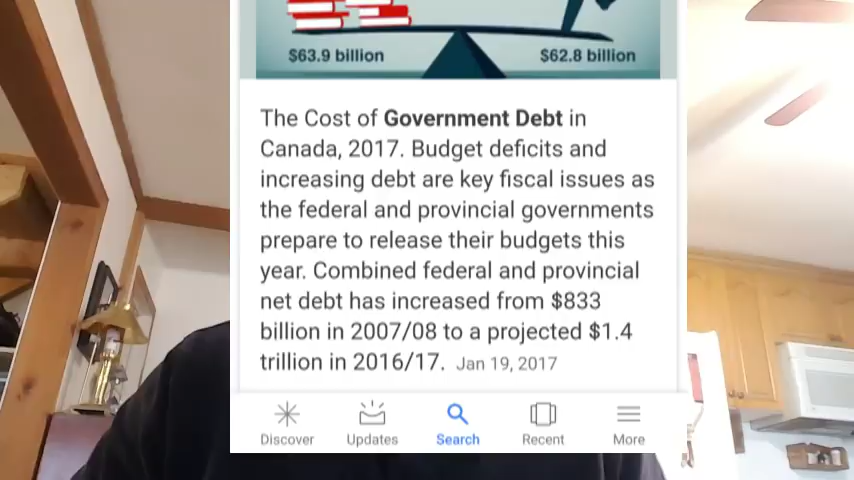 $63.9 billion $62.8 billion
The Cost of Government Debt in
Canada, 2017. Budget deficits and
increasing debt are key fiscal issues as
the federal and provincial governments
prepare to release their budgets this
year. Combined federal and provincial
net debt has increased from $833
billion in 2007/08 to a projected $1.4
trillion in 2016/17. Jan 19, 2017
Discover Updates Search Recent More